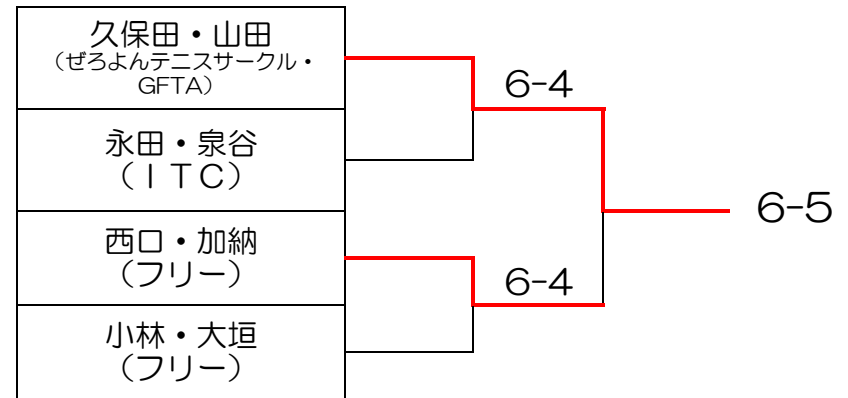 久保田・山田
（ぜろよんテニスサークル・
GFTA）
6-4
永田・泉谷
（ＩＴＣ）
6-5
西口・加納
（フリー）
6-4
小林・大垣
（フリー）